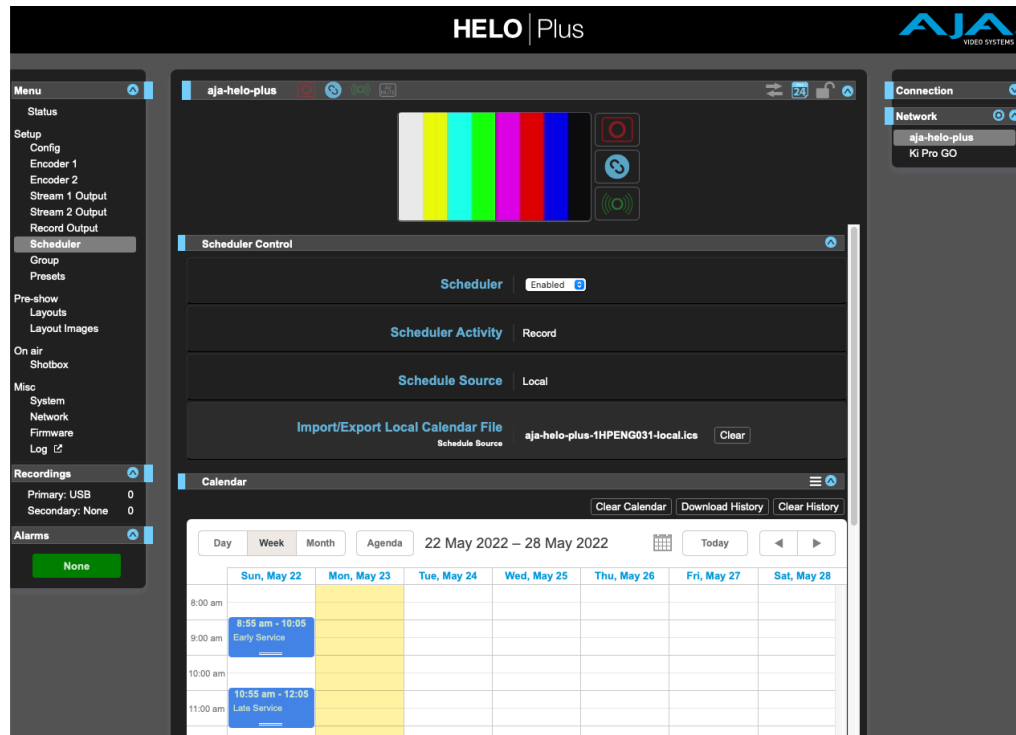 HELO Plus
AJA
VIDEO SYSTEMS
Menu
Status
Setup
Config
Encoder 1
Encoder 2
Stream 1 Output
Stream 2 Output
Record Output
Scheduler
Group
Presets
Pre-show
Layouts
Layout Images
On air
Shotbox
Misc
System
Network
Firmware
Log
Recordings
Primary: USB 0
Secondary: None 0
Alarms
None
aja-helo-plus
24
Scheduler Control
Scheduler Enabled
Scheduler Activity Record
Schedule Source Local
Import/Export Local Calendar File
Schedule Source
aja-helo-plus-1HPENG031-local.ics Clear
Calendar
Clear Calendar Download History Clear History
Day Week Month Agenda 22 May 2022 – 28 May 2022 Today
Sun, May 22 Mon, May 23 Tue, May 24 Wed, May 25 Thu, May 26 Fri, May 27 Sat, May 28
8:00 am
8:55 am - 10:05
9:00 am Early Service
10:00 am
10:55 am - 12:05
11:00 am Late Service
Connection
Network
aja-helo-plus
Ki Pro GO